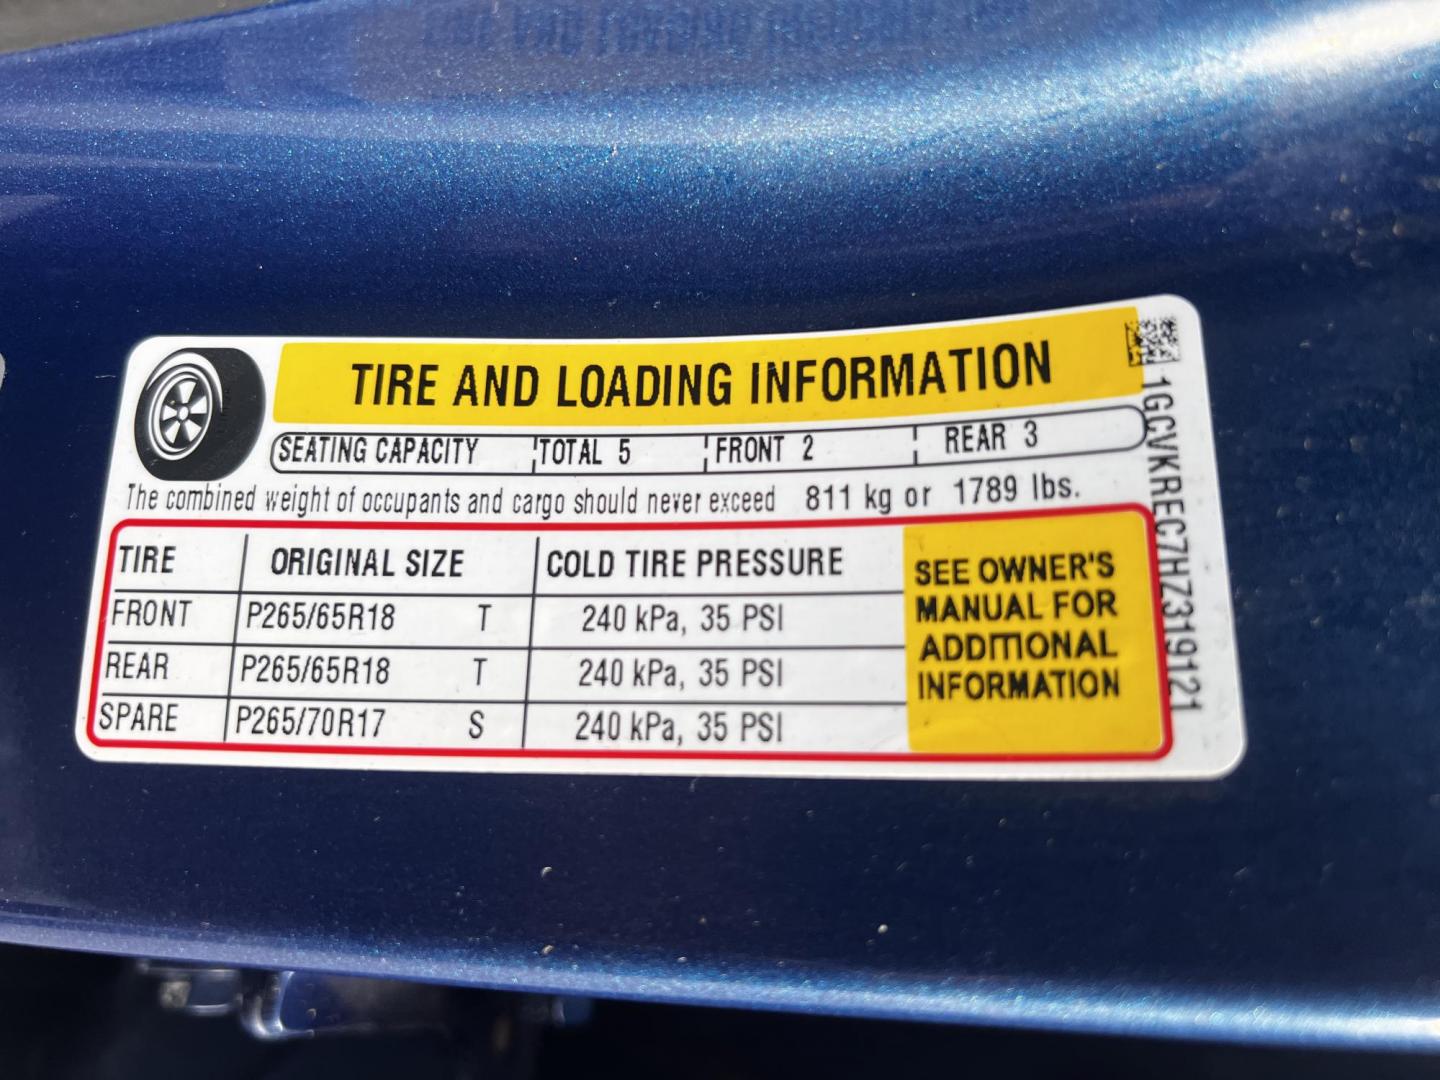 TIRE AND LOADING INFORMATION
SEATING CAPACITY TOTAL 5 FRONT 2 REAR 3
The combined weight of occupants and cargo should never exceed 811 kg or 1789 lbs.
TIRE ORIGINAL SIZE COLD TIRE PRESSURE
FRONT P265/65R18 T 240 kPa, 35 PSI
REAR P265/65R18 T 240 kPa, 35 PSI
SPARE P265/70R17 S 240 kPa, 35 PSI
SEE OWNER'S
MANUAL FOR
ADDITIONAL
INFORMATION
1GCVKREC7HZ319121